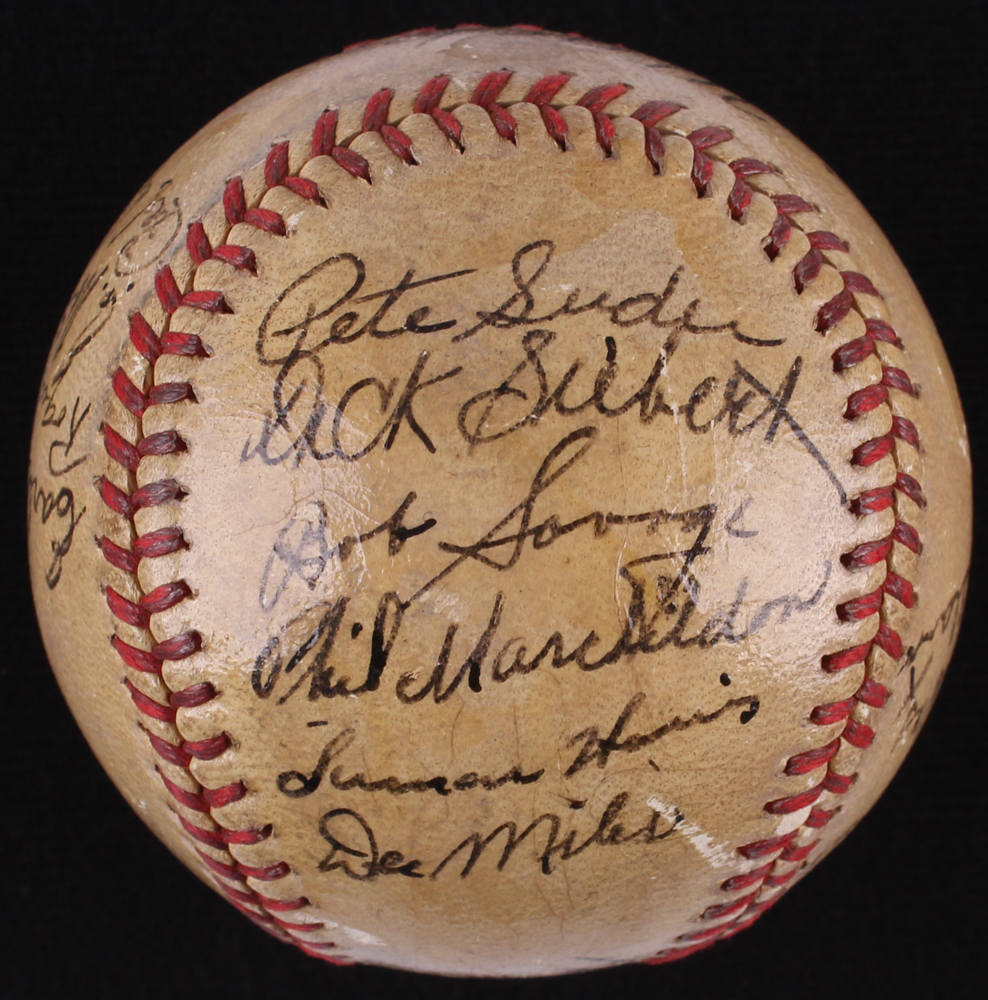 Pete Suder
Dick Siebert
Bob Savage
Phil Marchildon
Luman Harris
Dee Miles